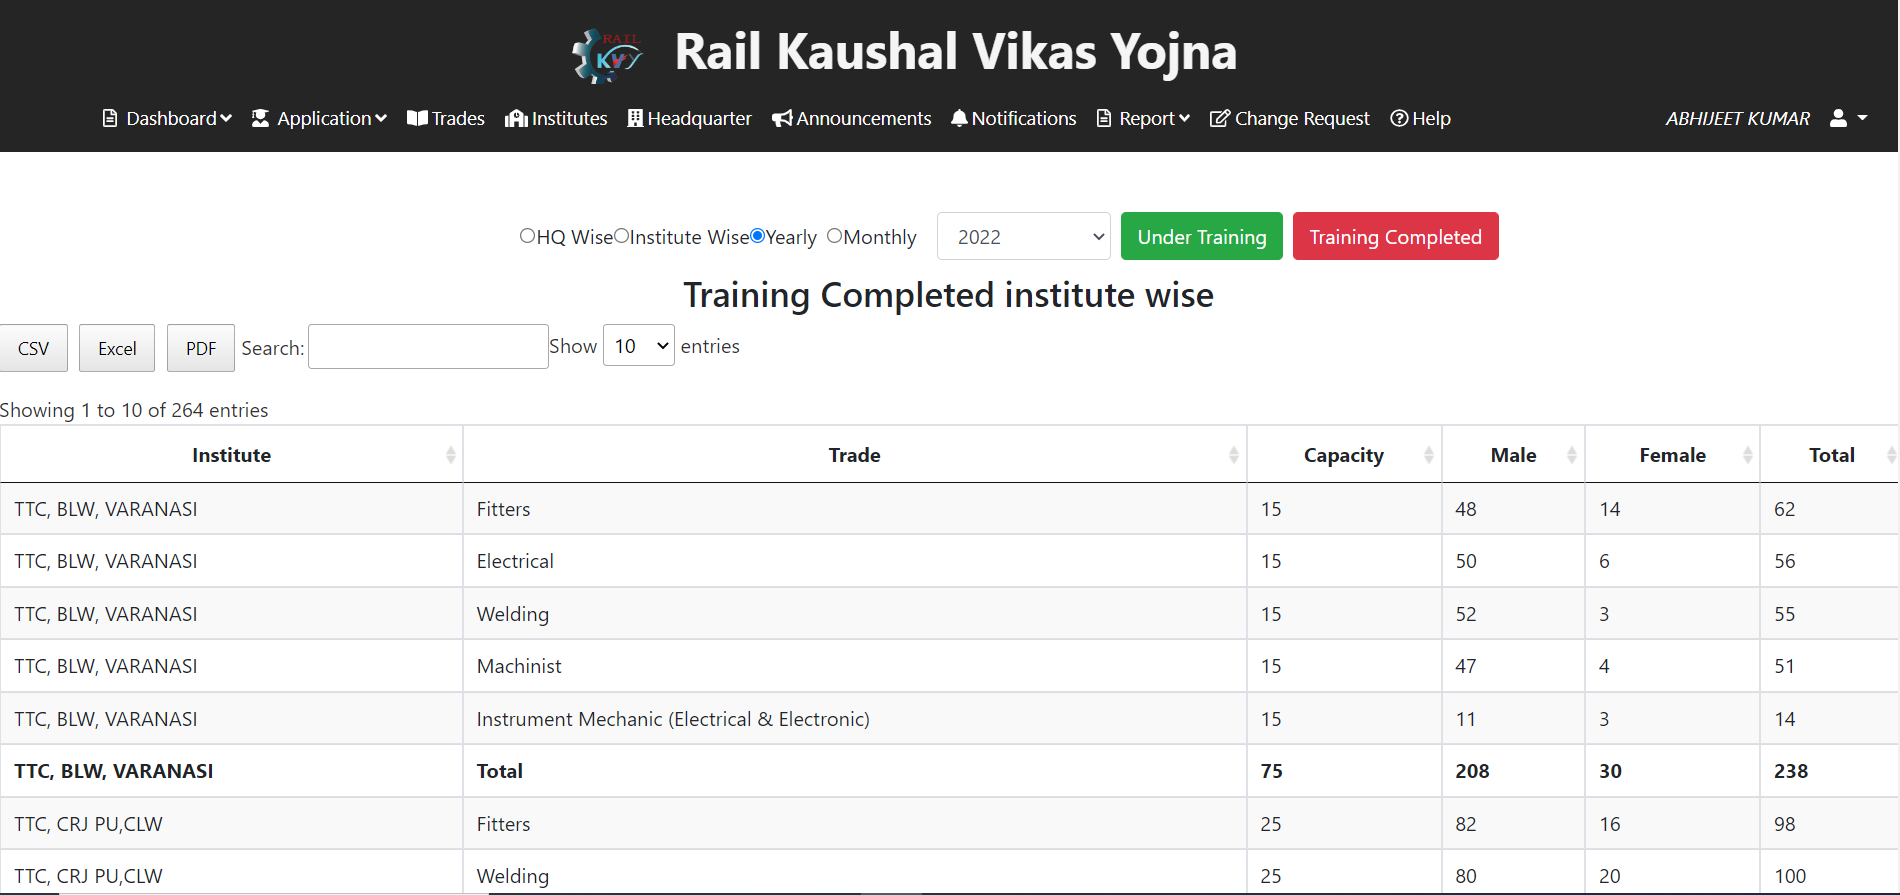 RAIL
KVY
Rail Kaushal Vikas Yojna
Dashboard Application Trades Institutes Headquarter Announcements Notifications Report Change Request Help ABHIJEET KUMAR
HQ Wise Institute Wise Yearly Monthly 2022 Under Training Training Completed
Training Completed institute wise
CSV Excel PDF Search: Show 10 entries
Showing 1 to 10 of 264 entries
Institute Trade Capacity Male Female Total
TTC, BLW, VARANASI Fitters 15 48 14 62
TTC, BLW, VARANASI Electrical 15 50 6 56
TTC, BLW, VARANASI Welding 15 52 3 55
TTC, BLW, VARANASI Machinist 15 47 4 51
TTC, BLW, VARANASI Instrument Mechanic (Electrical & Electronic) 15 11 3 14
TTC, BLW, VARANASI Total 75 208 30 238
TTC, CRJ PU,CLW Fitters 25 82 16 98
TTC, CRJ PU,CLW Welding 25 80 20 100